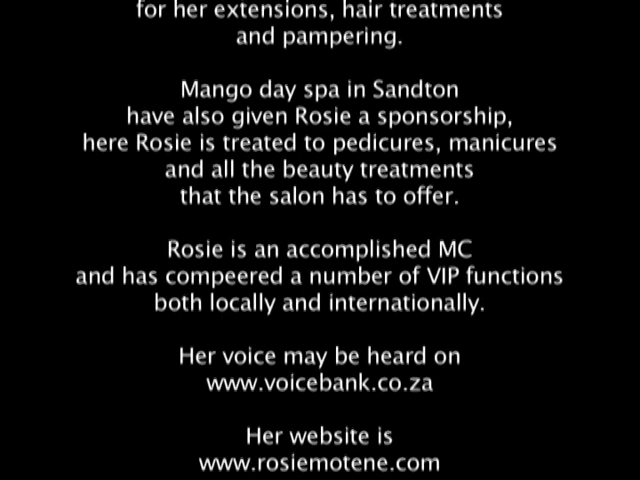 for her extensions, hair treatments
and pampering.
Mango day spa in Sandton
have also given Rosie a sponsorship,
here Rosie is treated to pedicures, manicures
and all the beauty treatments
that the salon has to offer.
Rosie is an accomplished MC
and has compeered a number of VIP functions
both locally and internationally.
Her voice may be heard on
www.voicebank.co.za
Her website is
www.rosiemotene.com